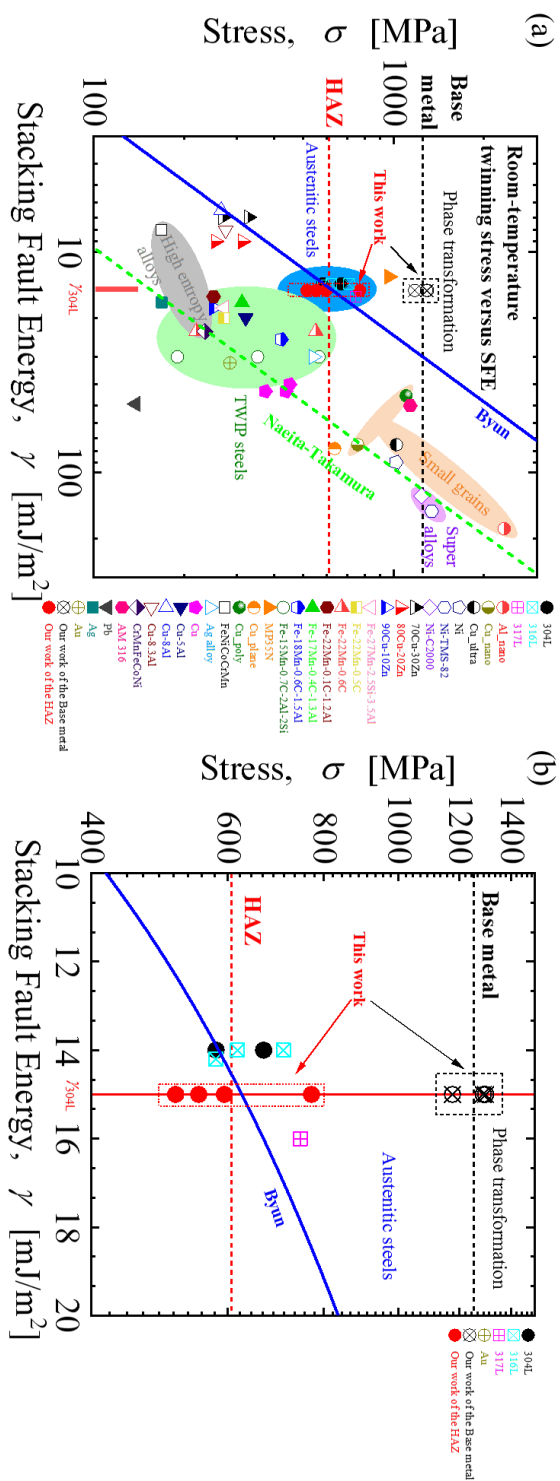 (a)
Stress, σ [MPa]
1000
100
Base
metal
HAZ
Room-temperature
twinning stress versus SFE
Phase transformation
This work
Austenitic steels
Byun
High entropy
alloys
γ304L
TWIP steels
Naeita-Takamura
Small grains
Super
alloys
10
100
Stacking Fault Energy, γ [mJ/m²]
304L
316L
317L
Al_nano
Cu_nano
Cu_ultra
Ni
Ni-TMS-82
Ni-C2000
70Cu-30Zn
80Cu-20Zn
90Cu-10Zn
Fe-27Mn-2.5Si-3.5Al
Fe-22Mn-0.5C
Fe-22Mn-0.6C
Fe-22Mn-0.1C-1.2Al
Fe-17Mn-0.4C-1.3Al
Fe-18Mn-0.6C-1.5Al
Fe-15Mn-0.7C-2Al-2Si
MP35N
Cu_plane
Cu_poly
FeNiCoCrMn
Ag alloy
Cu
Cu-5Al
Cu-8Al
Cu-8.3Al
CrMnFeCoNi
AM 316
Pb
Ag
Au
Our work of the Base metal
Our work of the HAZ
(b)
Stress, σ [MPa]
1400
1200
1000
800
600
400
Base metal
Phase transformation
This work
Austenitic steels
HAZ
Byun
γ304L
10
12
14
16
18
20
Stacking Fault Energy, γ [mJ/m²]
304L
316L
317L
Au
Our work of the Base metal
Our work of the HAZ